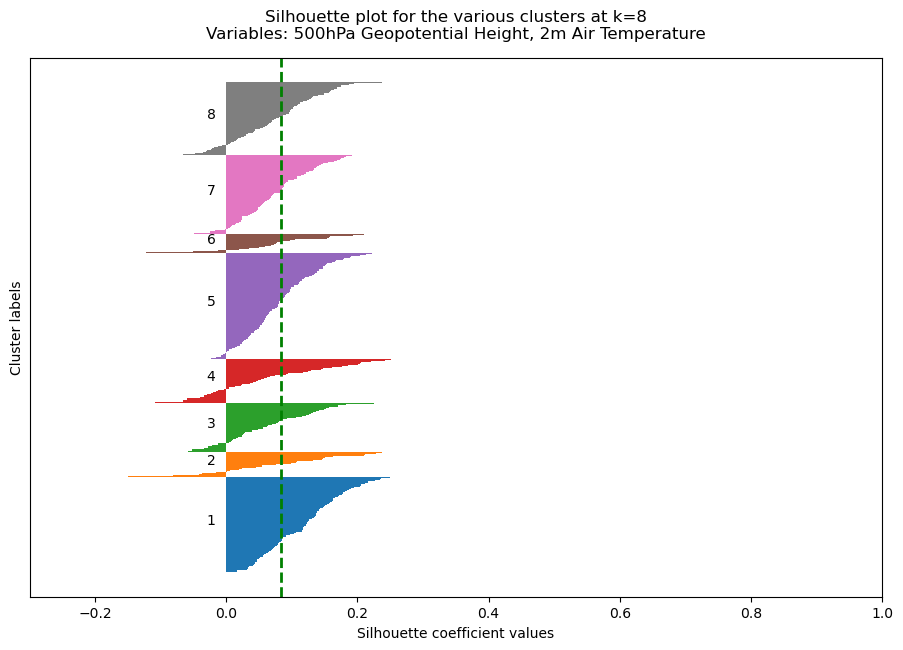 Silhouette plot for the various clusters at k=8
Variables: 500hPa Geopotential Height, 2m Air Temperature
8
7
6
5
4
3
2
1
Cluster labels
−0.2 0.0 0.2 0.4 0.6 0.8 1.0
Silhouette coefficient values